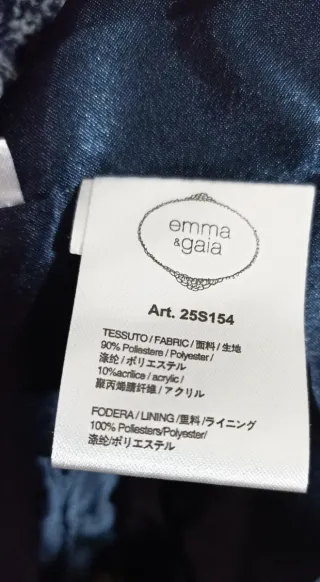 emma
&gaia
Art. 25S154
TESSUTO / FABRIC / 面料 / 生地
90% Poliestere / Polyester /
涤纶 / ポリエステル
10%acrilice / acrylic /
聚丙烯腈纤维 / アクリル
FODERA / LINING /里料 /ライニング
100% Poliesters/Polyester/
涤纶/ポリエステル